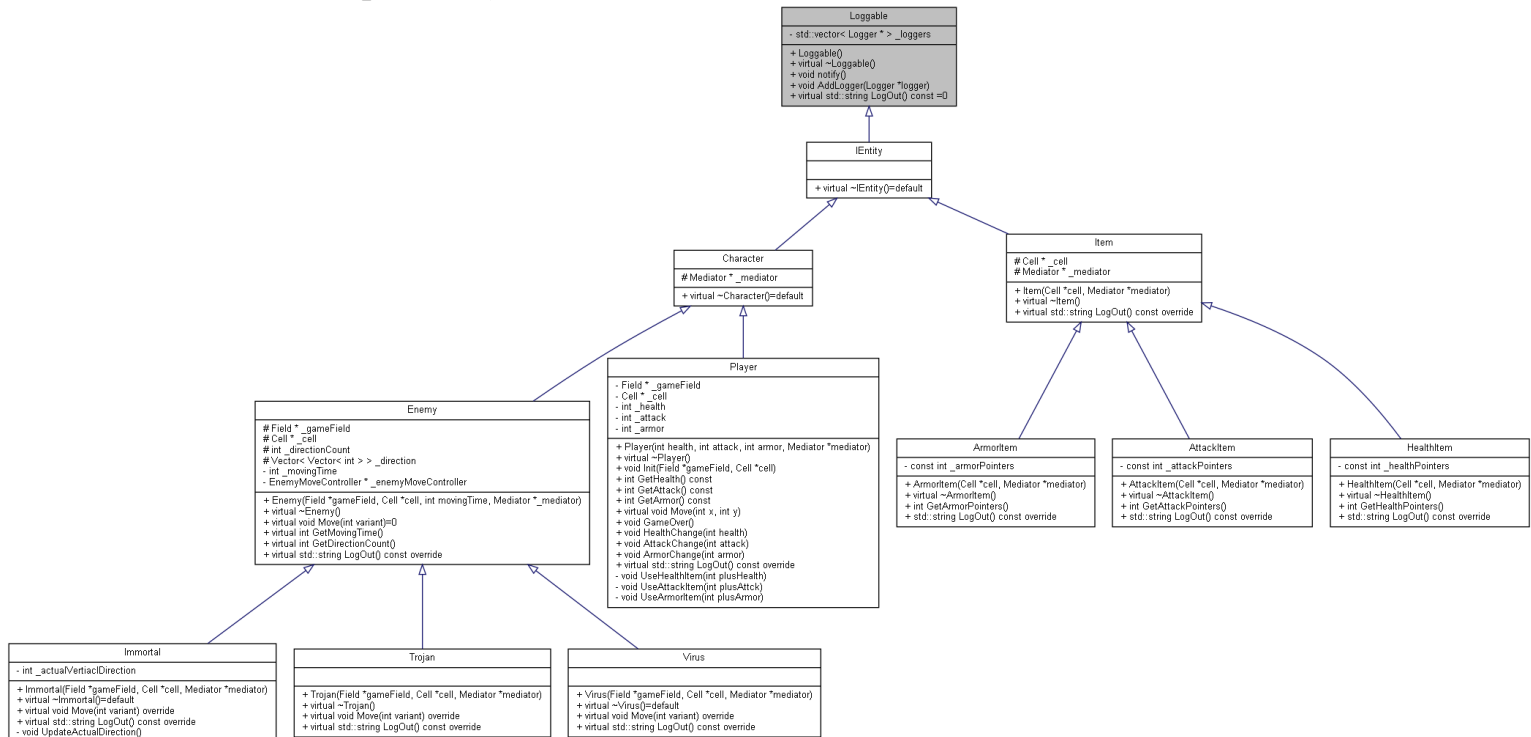 Loggable
- std::vector< Logger * > _loggers
+ Loggable()
+ virtual ~Loggable()
+ void notify()
+ void AddLogger(Logger *logger)
+ virtual std::string LogOut() const =0
IEntity
+ virtual ~IEntity()=default
Character
# Mediator * _mediator
+ virtual ~Character()=default
Item
# Cell * _cell
# Mediator * _mediator
+ Item(Cell *cell, Mediator *mediator)
+ virtual ~Item()
+ virtual std::string LogOut() const override
Enemy
# Field * _gameField
# Cell * _cell
# int _directionCount
# Vector< Vector< int > > _direction
- int _movingTime
- EnemyMoveController * _enemyMoveController
+ Enemy(Field *gameField, Cell *cell, int movingTime, Mediator *_mediator)
+ virtual ~Enemy()
+ virtual void Move(int variant)=0
+ virtual int GetMovingTime()
+ virtual int GetDirectionCount()
+ virtual std::string LogOut() const override
Player
- Field * _gameField
- Cell * _cell
- int _health
- int _attack
- int _armor
+ Player(int health, int attack, int armor, Mediator *mediator)
+ virtual ~Player()
+ void Init(Field *gameField, Cell *cell)
+ int GetHealth() const
+ int GetAttack() const
+ int GetArmor() const
+ virtual void Move(int x, int y)
+ void GameOver()
+ void HealthChange(int health)
+ void AttackChange(int attack)
+ void ArmorChange(int armor)
+ virtual std::string LogOut() const override
- void UseHealthItem(int plusHealth)
- void UseAttackItem(int plusAttck)
- void UseArmorItem(int plusArmor)
ArmorItem
- const int _armorPointers
+ ArmorItem(Cell *cell, Mediator *mediator)
+ virtual ~ArmorItem()
+ int GetArmorPointers()
+ std::string LogOut() const override
AttackItem
- const int _attackPointers
+ AttackItem(Cell *cell, Mediator *mediator)
+ virtual ~AttackItem()
+ int GetAttackPointers()
+ std::string LogOut() const override
HealthItem
- const int _healthPointers
+ HealthItem(Cell *cell, Mediator *mediator)
+ virtual ~HealthItem()
+ int GetHealthPointers()
+ std::string LogOut() const override
Immortal
- int _actualVertiaclDirection
+ Immortal(Field *gameField, Cell *cell, Mediator *mediator)
+ virtual ~Immortal()=default
+ virtual void Move(int variant) override
+ virtual std::string LogOut() const override
- void UpdateActualDirection()
Trojan
+ Trojan(Field *gameField, Cell *cell, Mediator *mediator)
+ virtual ~Trojan()
+ virtual void Move(int variant) override
+ virtual std::string LogOut() const override
Virus
+ Virus(Field *gameField, Cell *cell, Mediator *mediator)
+ virtual ~Virus()=default
+ virtual void Move(int variant) override
+ virtual std::string LogOut() const override